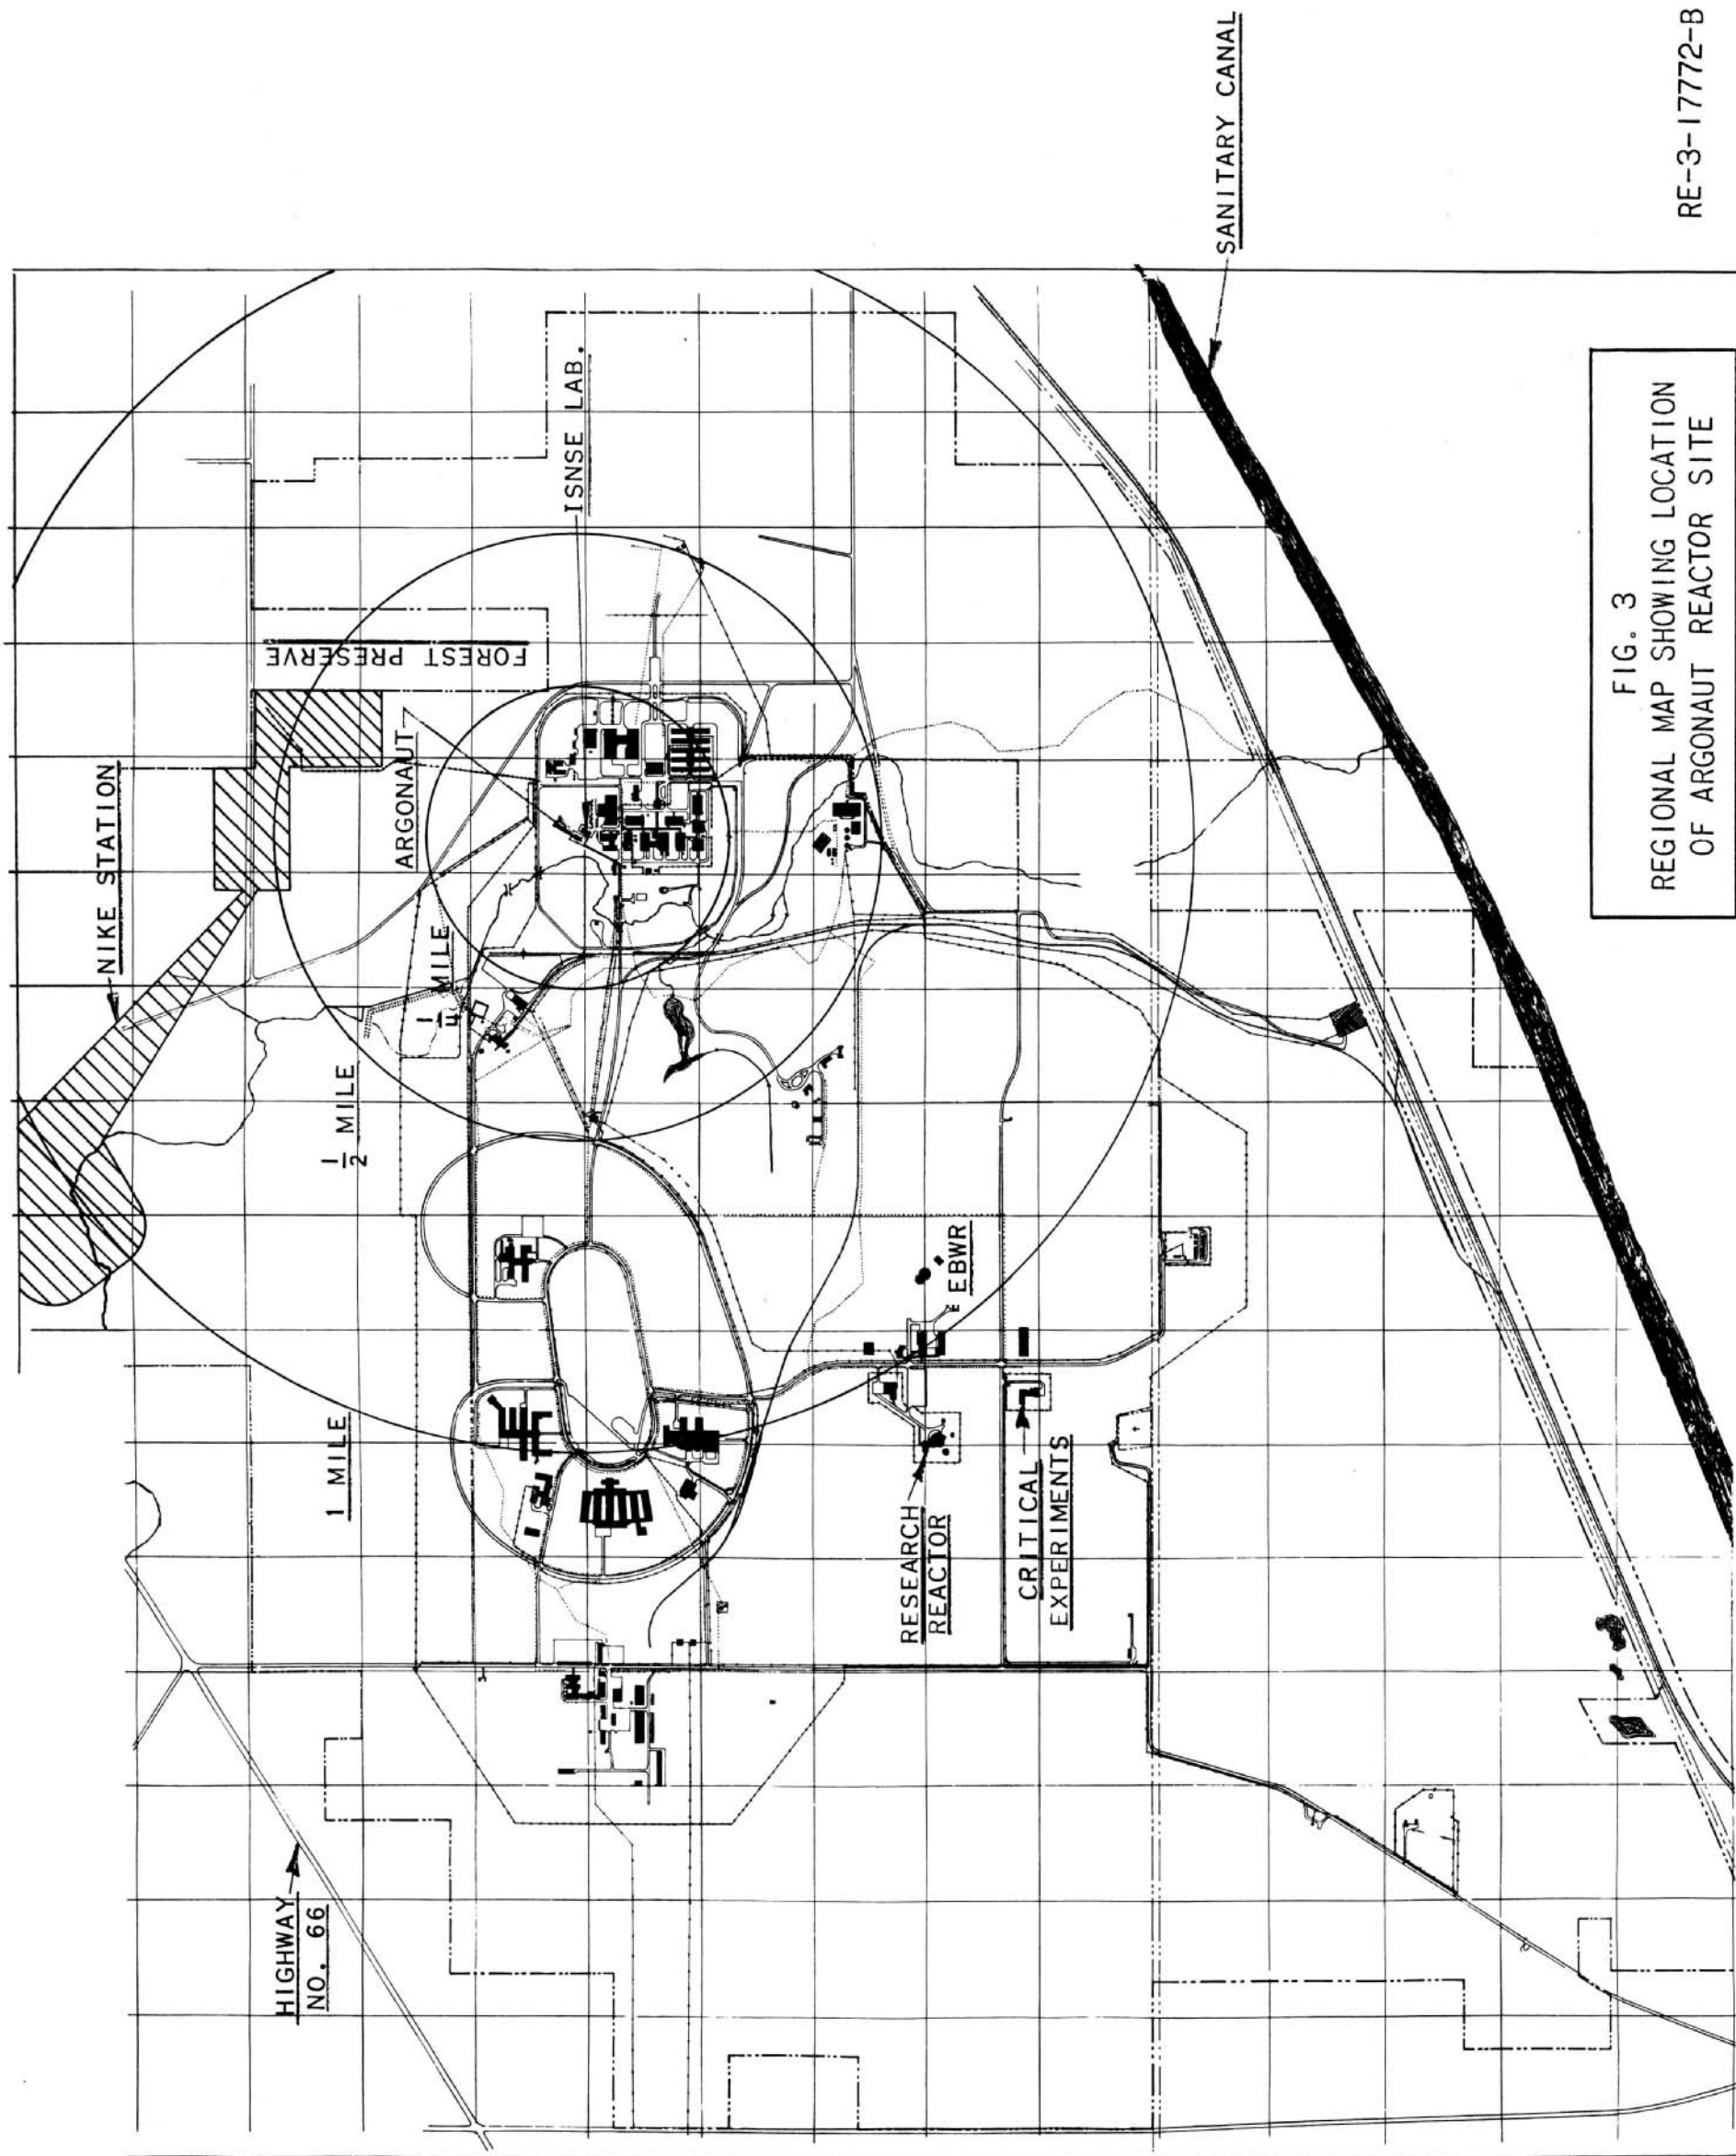 NIKE STATION
FOREST PRESERVE
ARGONAUT
ISNSE LAB.
1/4 MILE
1/2 MILE
1 MILE
HIGHWAY
NO. 66
EBWR
RESEARCH
REACTOR
CRITICAL
EXPERIMENTS
SANITARY CANAL
FIG. 3
REGIONAL MAP SHOWING LOCATION
OF ARGONAUT REACTOR SITE
RE-3-17772-B